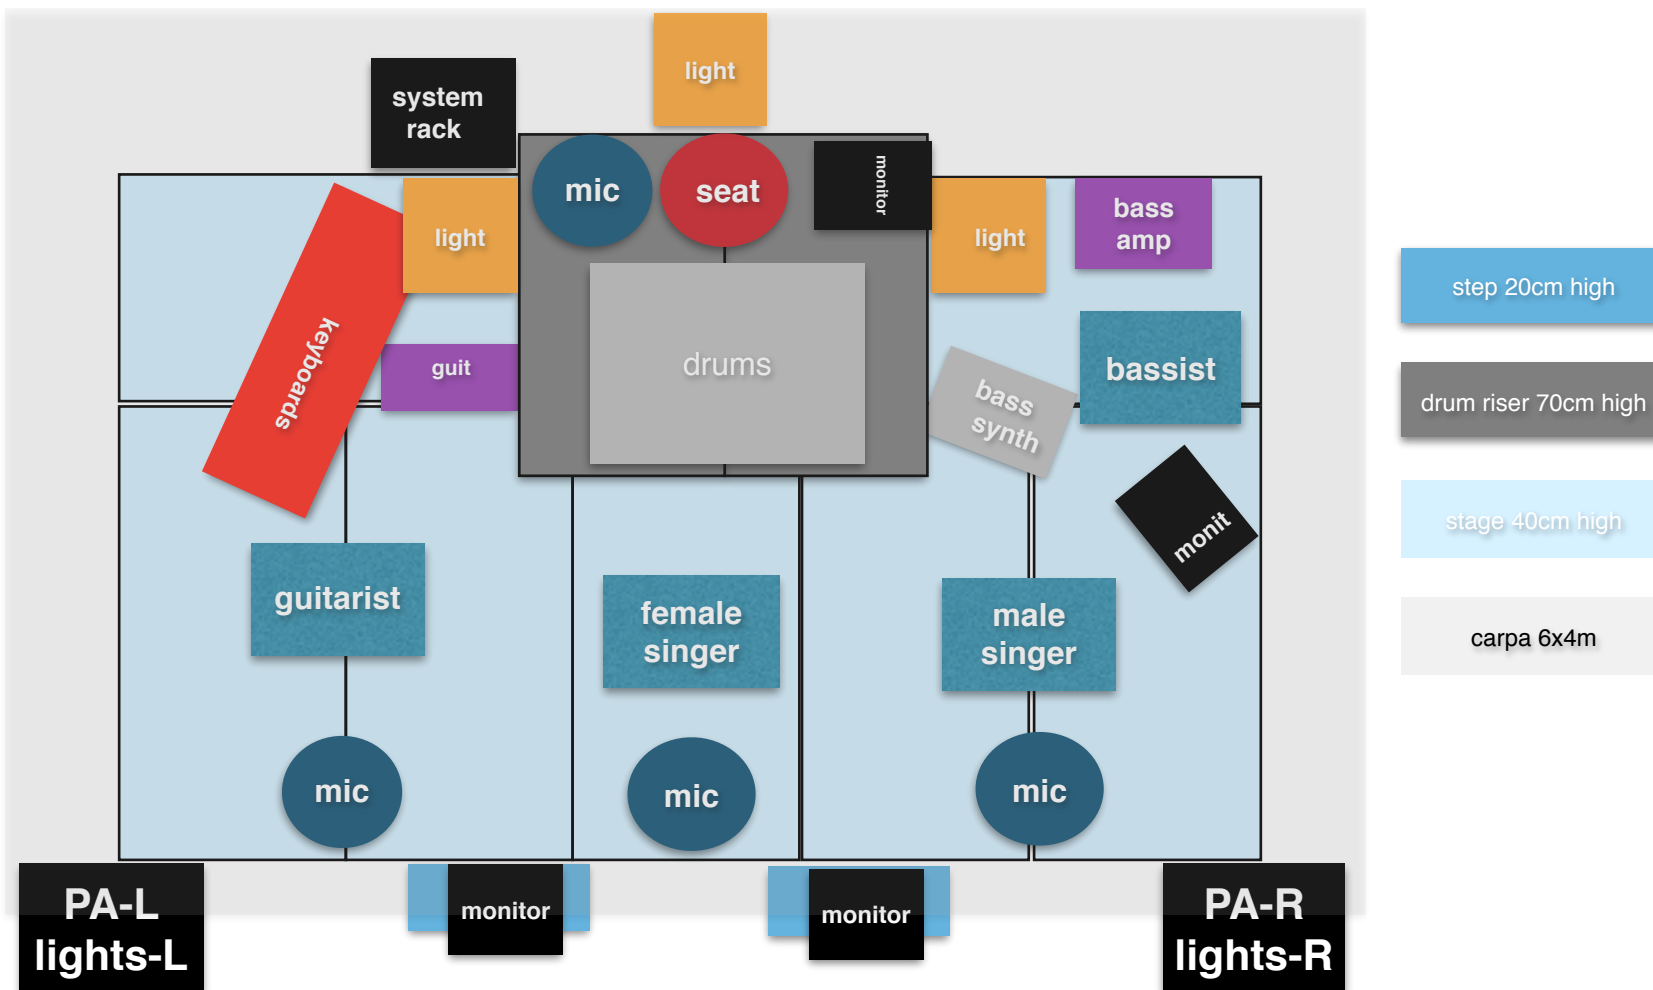 light
system
rack
mic
seat
monitor
light
light
bass
amp
keyboards
guit
drums
bass
synth
bassist
monit
guitarist
female
singer
male
singer
mic
mic
mic
PA-L
lights-L
monitor
monitor
PA-R
lights-R
step 20cm high
drum riser 70cm high
stage 40cm high
carpa 6x4m